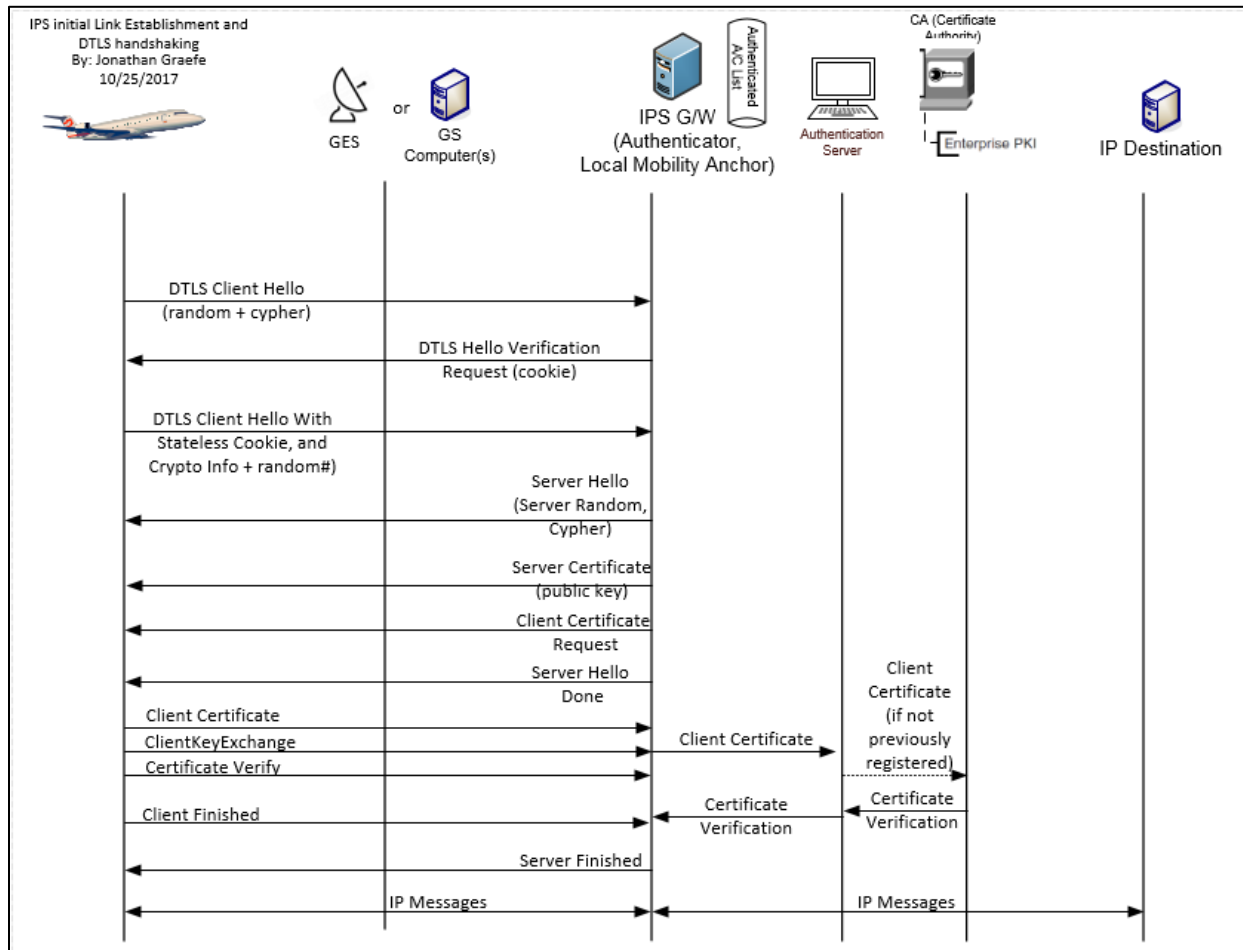 IPS initial Link Establishment and
DTLS handshaking
By: Jonathan Graefe
10/25/2017
GES
or
GS
Computer(s)
IPS G/W
(Authenticator,
Local Mobility Anchor)
Authenticated
A/C List
Authentication
Server
CA (Certificate
Authority)
Enterprise PKI
IP Destination
DTLS Client Hello
(random + cypher)
DTLS Hello Verification
Request (cookie)
DTLS Client Hello With
Stateless Cookie, and
Crypto Info + random#)
Server Hello
(Server Random,
Cypher)
Server Certificate
(public key)
Client Certificate
Request
Server Hello
Done
Client Certificate
ClientKeyExchange
Certificate Verify
Client Certificate
Client
Certificate
(if not
previously
registered)
Client Finished
Certificate
Verification
Certificate
Verification
Server Finished
IP Messages
IP Messages